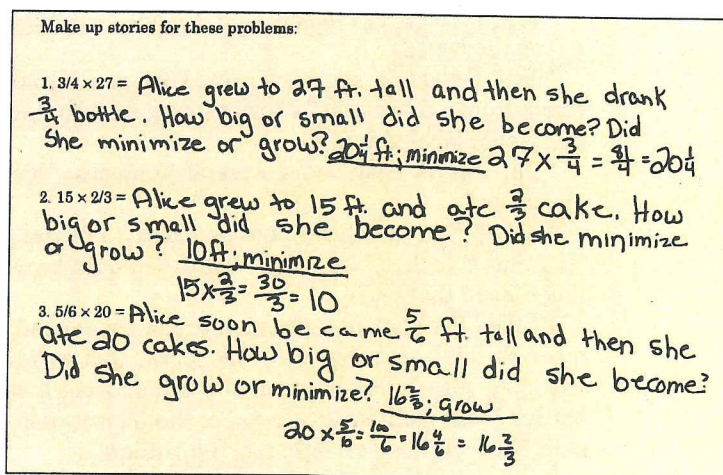 Make up stories for these problems:
1. 3/4 × 27 = Alice grew to 27 ft. tall and then she drank
3/4 bottle. How big or small did she become? Did
She minimize or grow? 20 1/4 ft; minimize 27 × 3/4 = 81/4 = 20 1/4
2. 15 × 2/3 = Alice grew to 15 ft. and ate 2/3 cake. How
big or small did she become? Did she minimize
or grow? 10ft; minimize
15 × 2/3 = 30/3 = 10
3. 5/6 × 20 = Alice soon became 5/6 ft. tall and then she
ate 20 cakes. How big or small did she become?
Did She grow or minimize? 16 2/3; grow
20 × 5/6 = 100/6 = 16 4/6 = 16 2/3